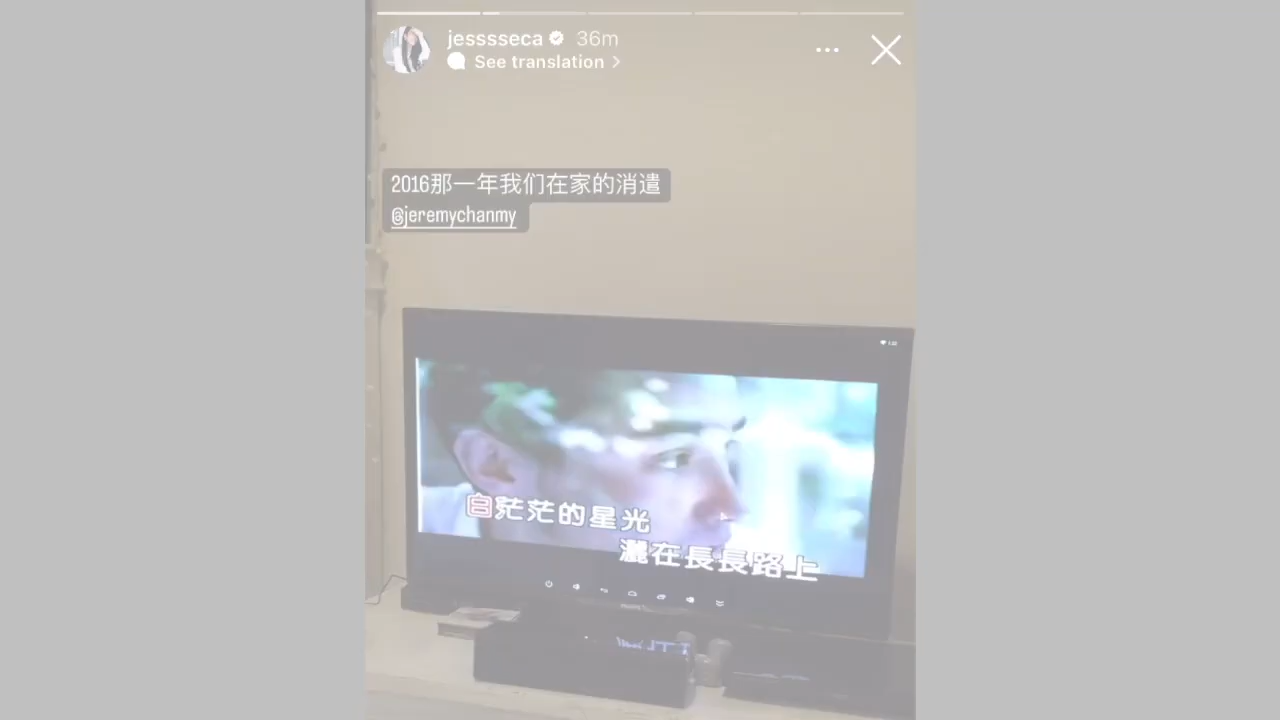 jesssseca 36m
See translation
2016那一年我们在家的消遣
@jeremychanmy
白茫茫的星光
灑在長長路上